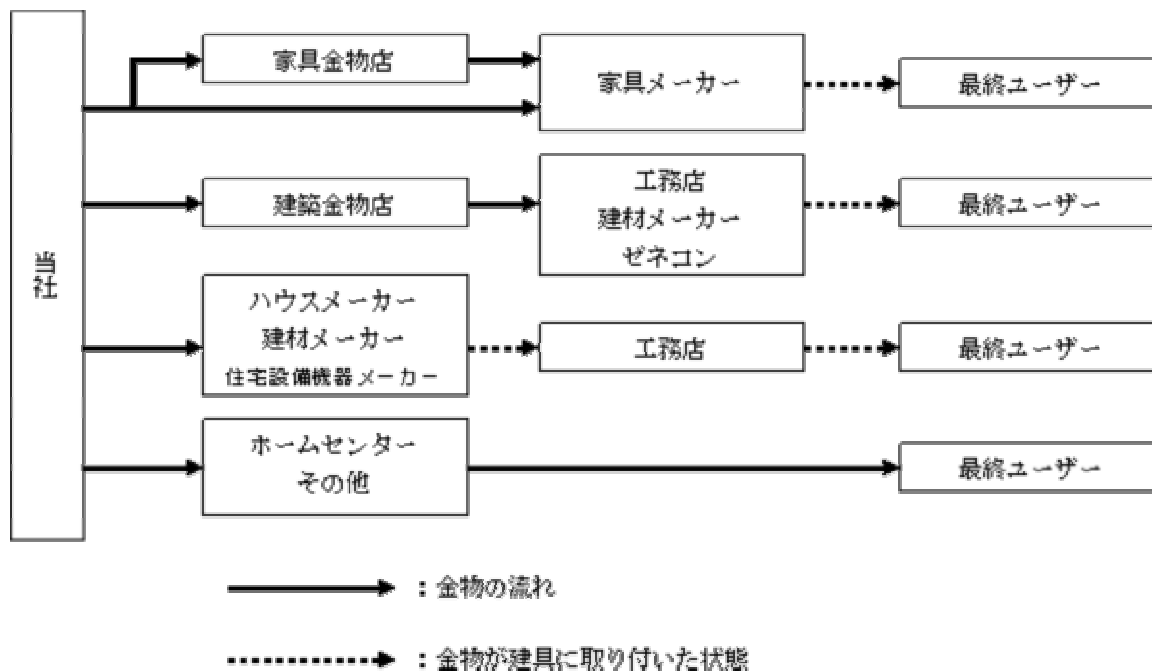 当社
家具金物店
家具メーカー
最終ユーザー
建築金物店
工務店
建材メーカー
ゼネコン
最終ユーザー
ハウスメーカー
建材メーカー
住宅設備機器メーカー
工務店
最終ユーザー
ホームセンター
その他
最終ユーザー
：金物の流れ
：金物が建具に取り付いた状態